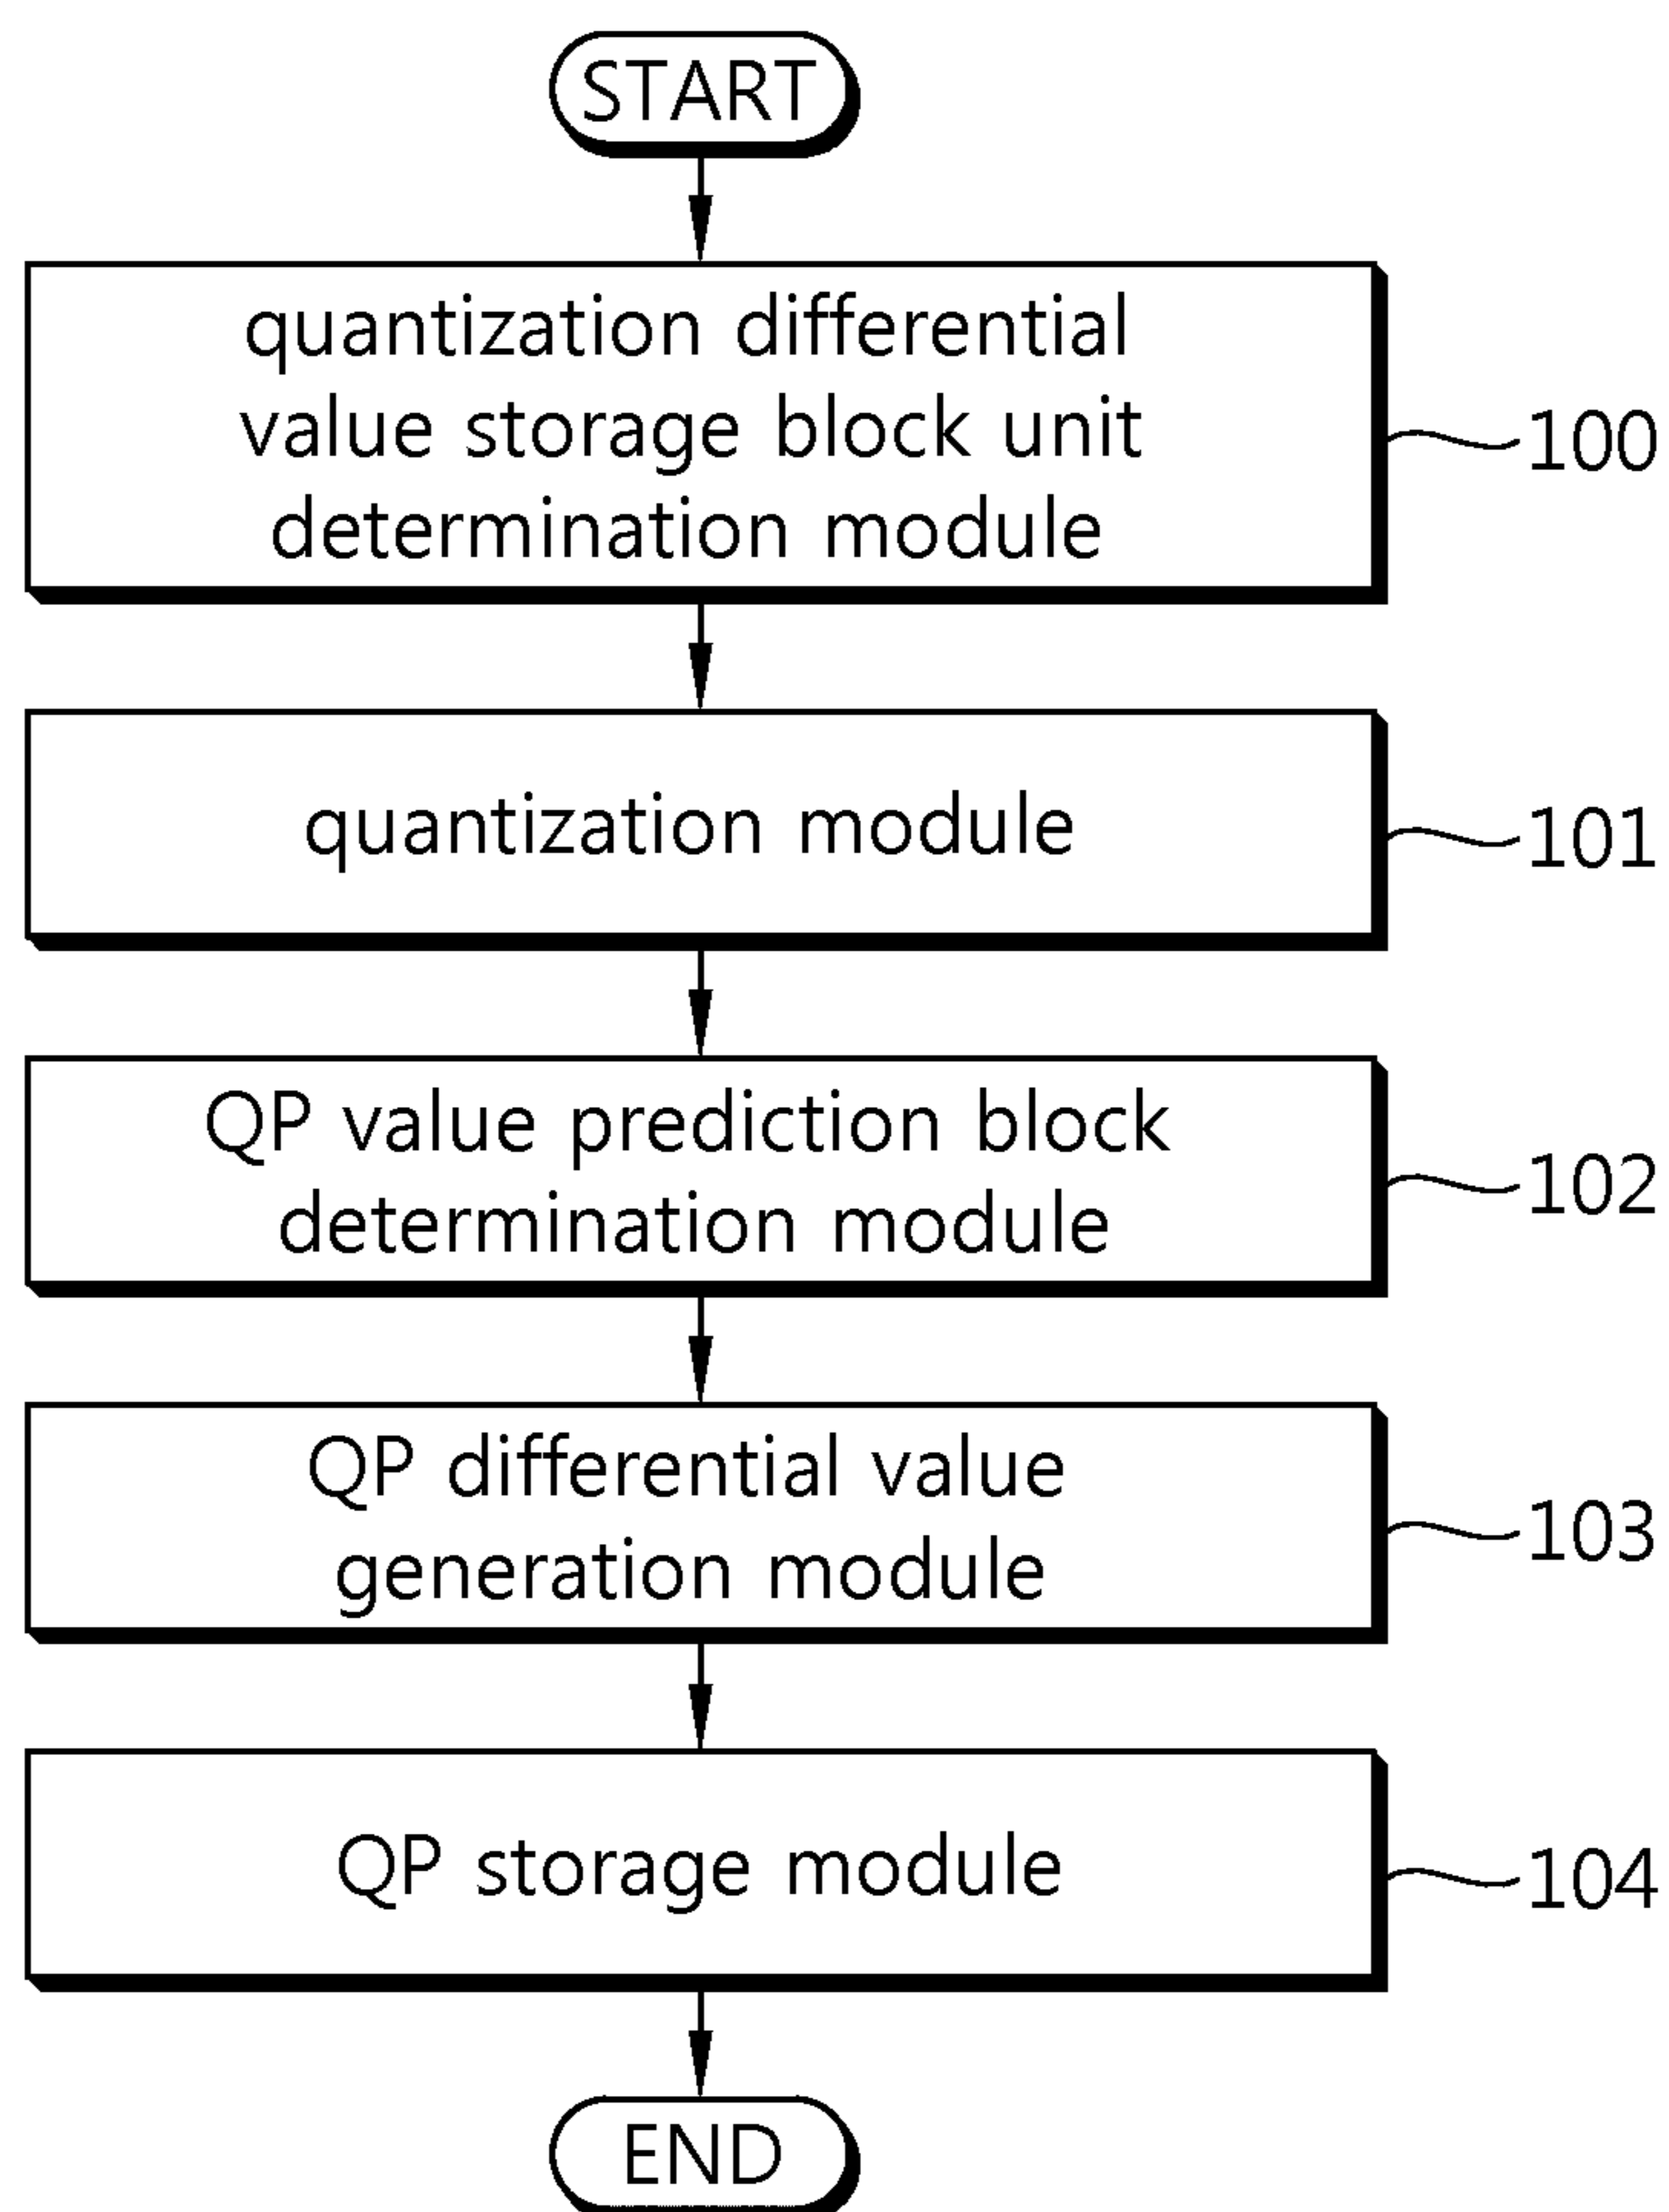 START
quantization differential
value storage block unit
determination module
100
quantization module
101
QP value prediction block
determination module
102
QP differential value
generation module
103
QP storage module
104
END